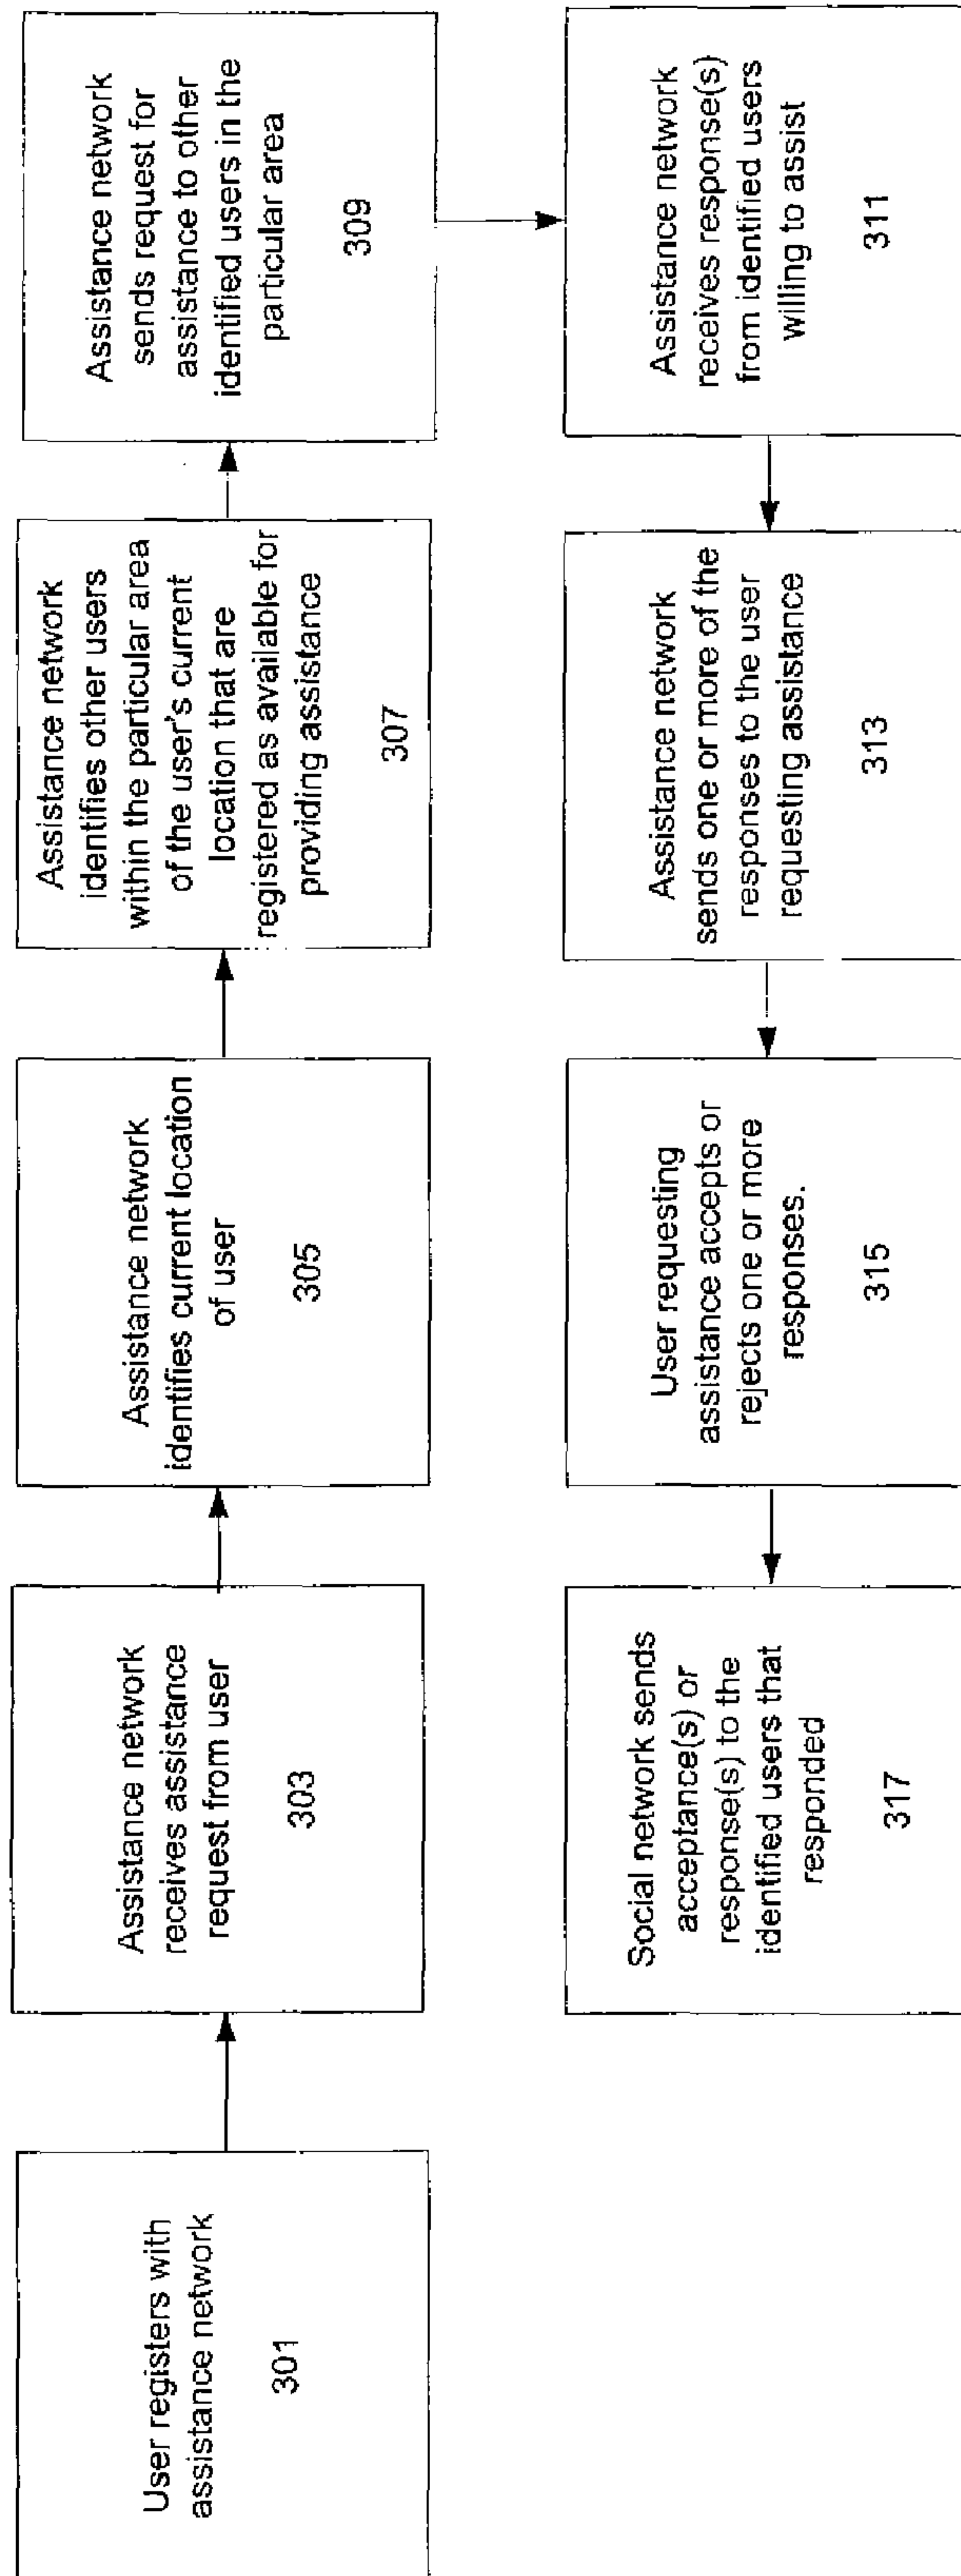 User registers with
assistance network
301
Assistance network
receives assistance
request from user
303
Assistance network
identifies current location
of user
305
Assistance network
identifies other users
within the particular area
of the user's current
location that are
registered as available for
providing assistance
307
Assistance network
sends request for
assistance to other
identified users in the
particular area
309
Assistance network
receives response(s)
from identified users
willing to assist
311
Assistance network
sends one or more of the
responses to the user
requesting assistance
313
User requesting
assistance accepts or
rejects one or more
responses.
315
Social network sends
acceptance(s) or
response(s) to the
identified users that
responded
317